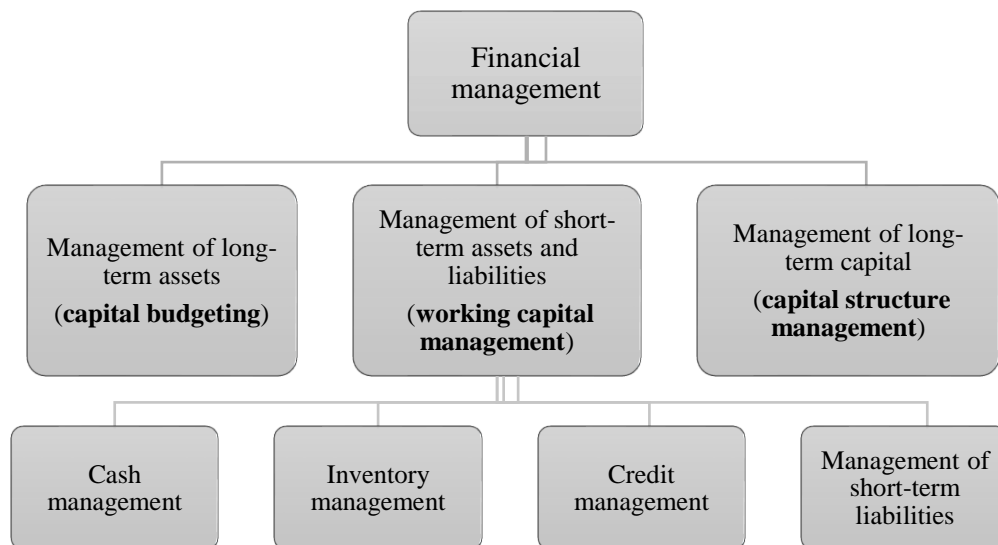 Financial
management
Management of long-
term assets
(capital budgeting)
Management of short-
term assets and
liabilities
(working capital
management)
Management of long-
term capital
(capital structure
management)
Cash
management
Inventory
management
Credit
management
Management of
short-term
liabilities